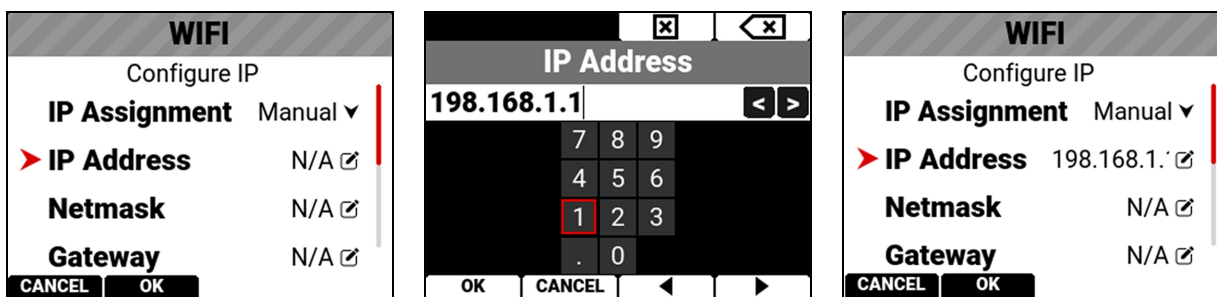 WIFI
Configure IP
IP Assignment Manual
IP Address N/A
Netmask N/A
Gateway N/A
CANCEL OK
IP Address
198.168.1.1
< >
7 8 9
4 5 6
1 2 3
. 0
OK CANCEL
WIFI
Configure IP
IP Assignment Manual
IP Address 198.168.1.
Netmask N/A
Gateway N/A
CANCEL OK